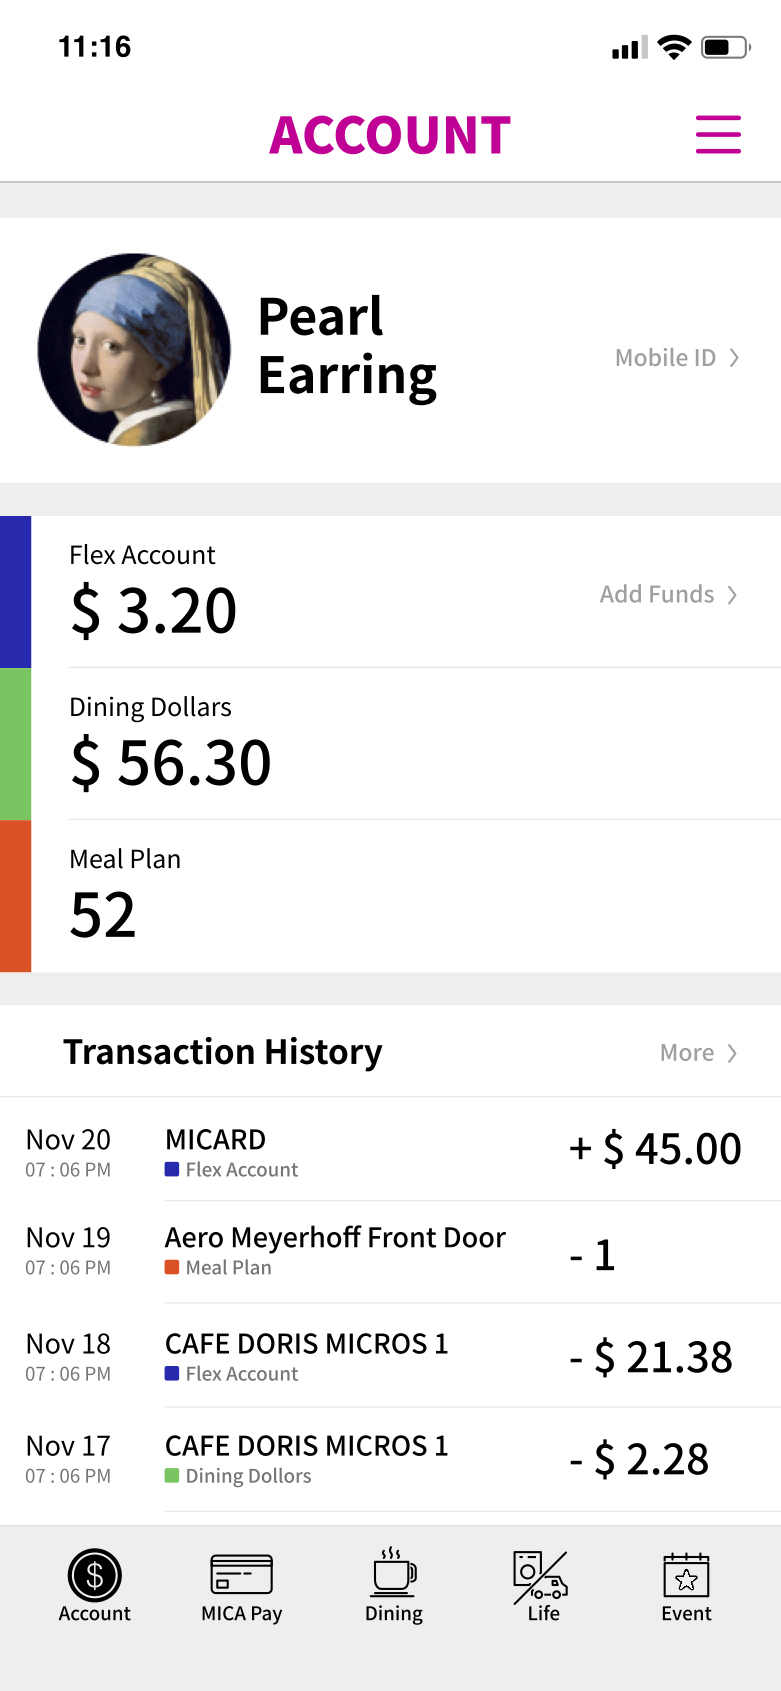 11:16
ACCOUNT
Pearl
Earring
Mobile ID
Flex Account
$ 3.20
Add Funds
Dining Dollars
$ 56.30
Meal Plan
52
Transaction History
More
Nov 20
07 : 06 PM
MICARD
Flex Account
+ $ 45.00
Nov 19
07 : 06 PM
Aero Meyerhoff Front Door
Meal Plan
- 1
Nov 18
07 : 06 PM
CAFE DORIS MICROS 1
Flex Account
- $ 21.38
Nov 17
07 : 06 PM
CAFE DORIS MICROS 1
Dining Dollors
- $ 2.28
Account
MICA Pay
Dining
Life
Event